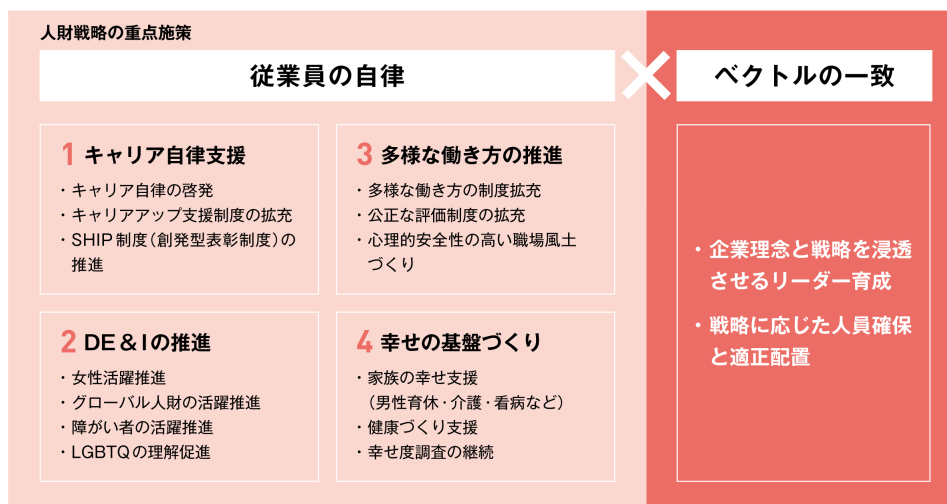 人財戦略の重点施策
従業員の自律
×
ベクトルの一致
1 キャリア自律支援
・キャリア自律の啓発
・キャリアアップ支援制度の拡充
・SHIP制度（創発型表彰制度）の
推進
2 DE&Iの推進
・女性活躍推進
・グローバル人財の活躍推進
・障がい者の活躍推進
・LGBTQの理解促進
3 多様な働き方の推進
・多様な働き方の制度拡充
・公正な評価制度の拡充
・心理的安全性の高い職場風土
づくり
4 幸せの基盤づくり
・家族の幸せ支援
（男性育休・介護・看病など）
・健康づくり支援
・幸せ度調査の継続
・企業理念と戦略を浸透
させるリーダー育成
・戦略に応じた人員確保
と適正配置